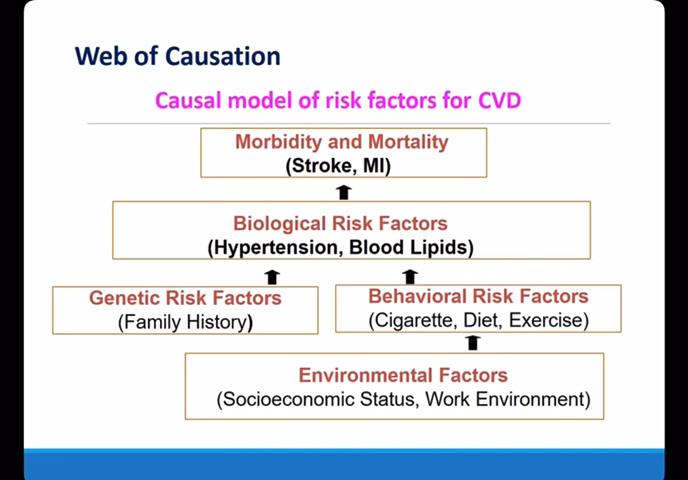 Web of Causation
Causal model of risk factors for CVD
Morbidity and Mortality
(Stroke, MI)
Biological Risk Factors
(Hypertension, Blood Lipids)
Genetic Risk Factors
(Family History)
Behavioral Risk Factors
(Cigarette, Diet, Exercise)
Environmental Factors
(Socioeconomic Status, Work Environment)